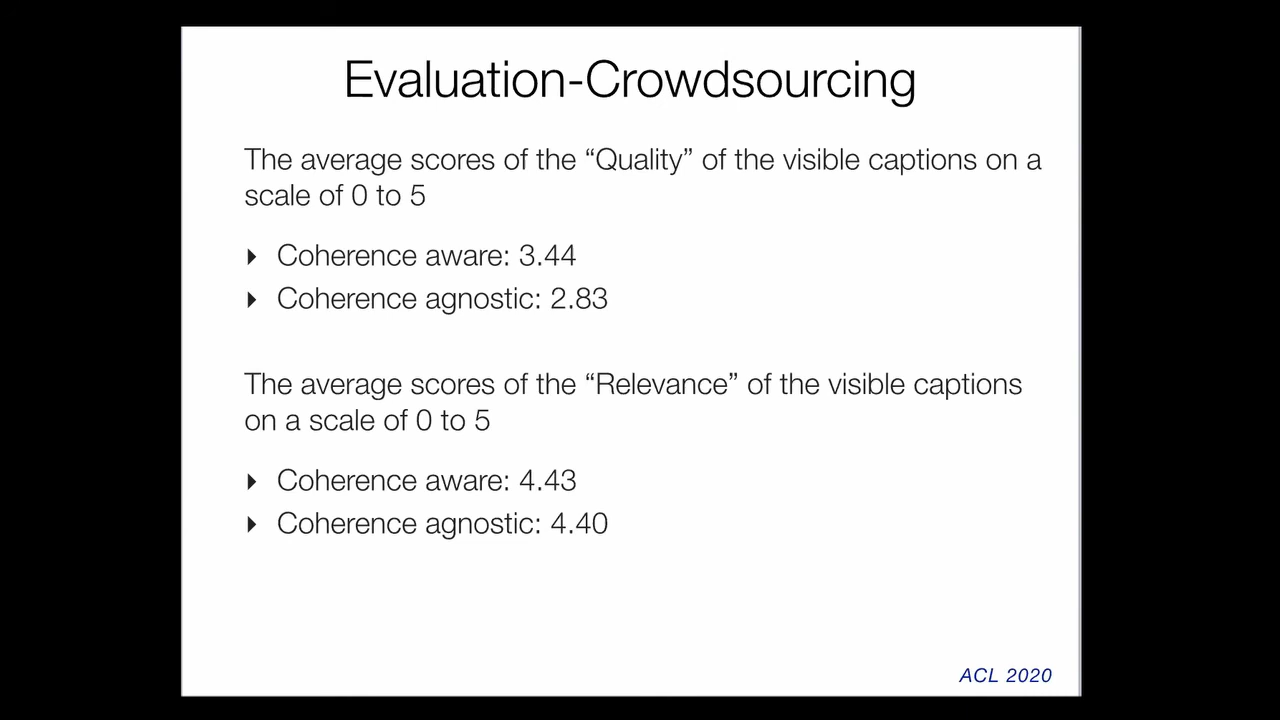 Evaluation-Crowdsourcing
The average scores of the “Quality” of the visible captions on a
scale of 0 to 5
‣ Coherence aware: 3.44
‣ Coherence agnostic: 2.83
The average scores of the “Relevance” of the visible captions
on a scale of 0 to 5
‣ Coherence aware: 4.43
‣ Coherence agnostic: 4.40
ACL 2020